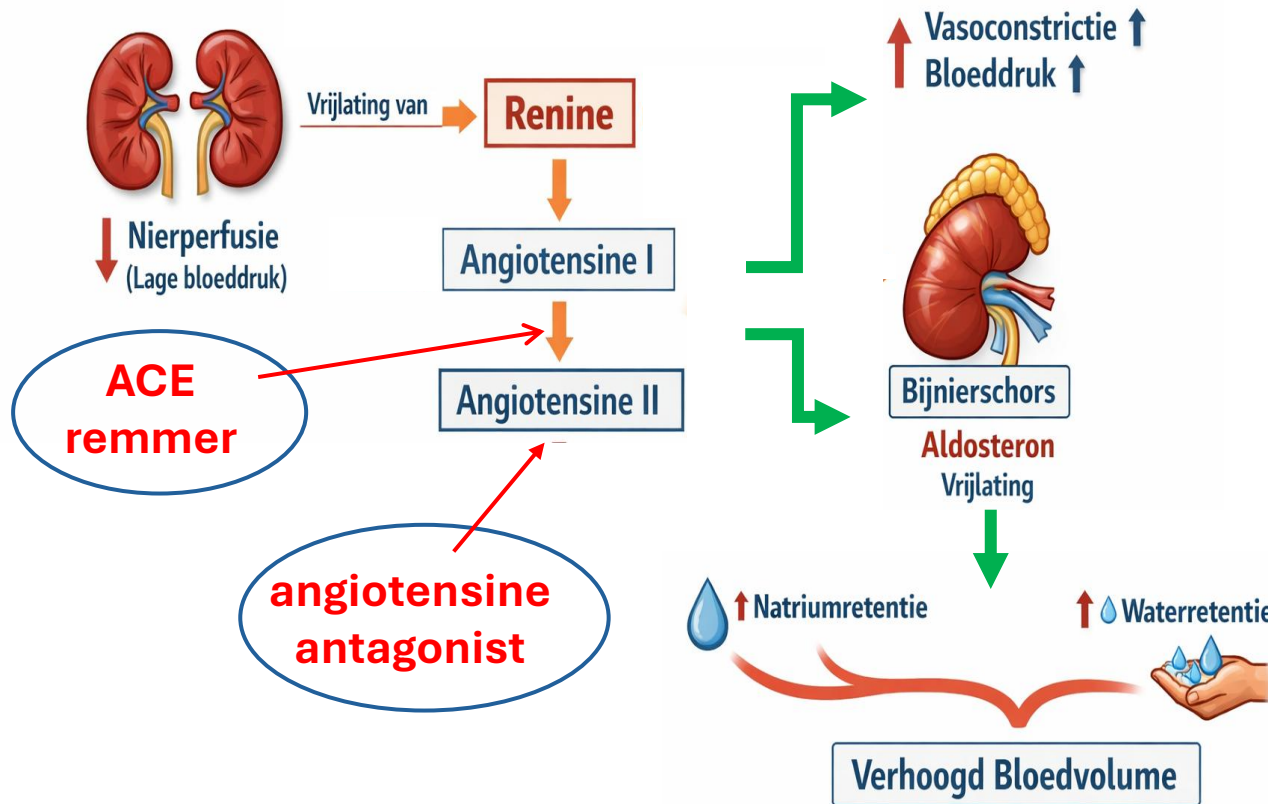 Vasoconstrictie
Bloeddruk
Vrijlating van
Renine
Nierperfusie
(Lage bloeddruk)
Angiotensine I
ACE
remmer
Angiotensine II
Bijnierschors
Aldosteron
Vrijlating
angiotensine
antagonist
Natriumretentie
Waterretentie
Verhoogd Bloedvolume